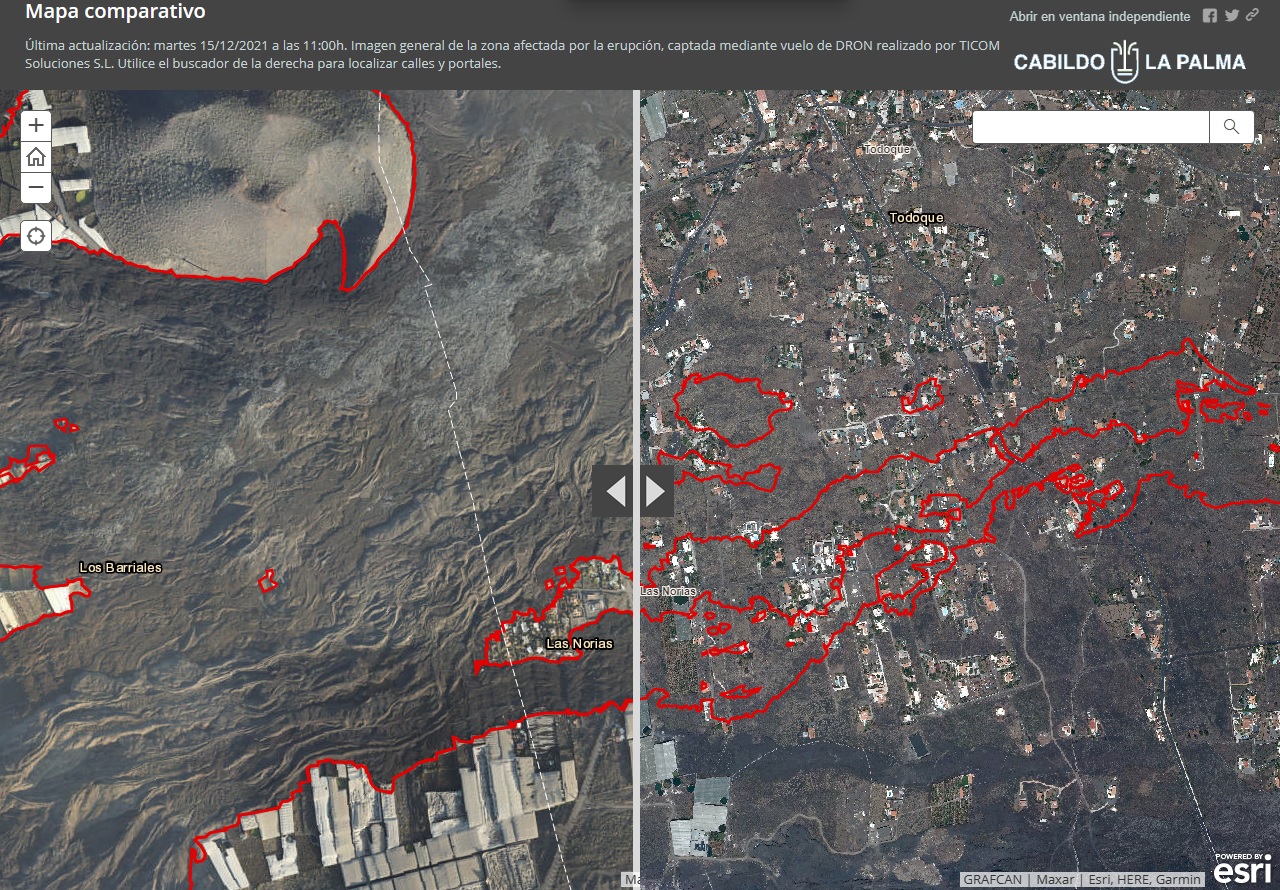 Mapa comparativo
Abrir en ventana independiente
Última actualización: martes 15/12/2021 a las 11:00h. Imagen general de la zona afectada por la erupción, captada mediante vuelo de DRON realizado por TICOM
Soluciones S.L. Utilice el buscador de la derecha para localizar calles y portales.
CABILDO LA PALMA
Todoque
Todoque
Los Barriales
Las Norias
Las Norias
Ma
GRAFCAN | Maxar | Esri, HERE, Garmin
POWERED BY
esri